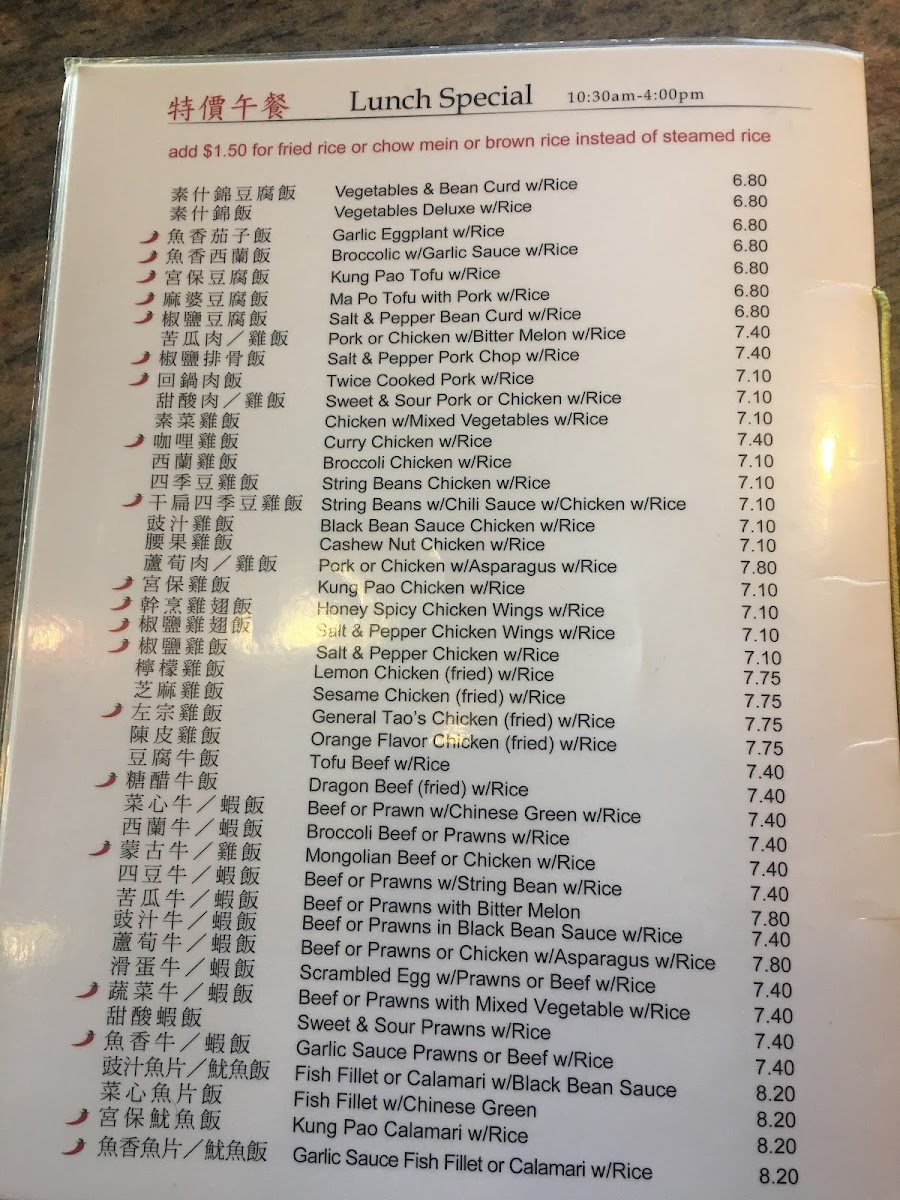 特價午餐 Lunch Special 10:30am-4:00pm
add $1.50 for fried rice or chow mein or brown rice instead of steamed rice
素什錦豆腐飯 Vegetables & Bean Curd w/Rice 6.80
素什錦飯 Vegetables Deluxe w/Rice 6.80
魚香茄子飯 Garlic Eggplant w/Rice 6.80
魚香西蘭飯 Broccolic w/Garlic Sauce w/Rice 6.80
宮保豆腐飯 Kung Pao Tofu w/Rice 6.80
麻婆豆腐飯 Ma Po Tofu with Pork w/Rice 6.80
椒鹽豆腐飯 Salt & Pepper Bean Curd w/Rice 6.80
苦瓜肉／雞飯 Pork or Chicken w/Bitter Melon w/Rice 7.40
椒鹽排骨飯 Salt & Pepper Pork Chop w/Rice 7.40
回鍋肉飯 Twice Cooked Pork w/Rice 7.10
甜酸肉／雞飯 Sweet & Sour Pork or Chicken w/Rice 7.10
素菜雞飯 Chicken w/Mixed Vegetables w/Rice 7.10
咖哩雞飯 Curry Chicken w/Rice 7.40
西蘭雞飯 Broccoli Chicken w/Rice 7.10
四季豆雞飯 String Beans Chicken w/Rice 7.10
干扁四季豆雞飯 String Beans w/Chili Sauce w/Chicken w/Rice 7.10
豉汁雞飯 Black Bean Sauce Chicken w/Rice 7.10
腰果雞飯 Cashew Nut Chicken w/Rice 7.10
蘆荀肉／雞飯 Pork or Chicken w/Asparagus w/Rice 7.80
宮保雞飯 Kung Pao Chicken w/Rice 7.10
幹烹雞翅飯 Honey Spicy Chicken Wings w/Rice 7.10
椒鹽雞翅飯 Salt & Pepper Chicken Wings w/Rice 7.10
椒鹽雞飯 Salt & Pepper Chicken w/Rice 7.10
檸檬雞飯 Lemon Chicken (fried) w/Rice 7.75
芝麻雞飯 Sesame Chicken (fried) w/Rice 7.75
左宗雞飯 General Tao's Chicken (fried) w/Rice 7.75
陳皮雞飯 Orange Flavor Chicken (fried) w/Rice 7.75
豆腐牛飯 Tofu Beef w/Rice 7.40
糖醋牛飯 Dragon Beef (fried) w/Rice 7.40
菜心牛／蝦飯 Beef or Prawn w/Chinese Green w/Rice 7.40
西蘭牛／蝦飯 Broccoli Beef or Prawns w/Rice 7.40
蒙古牛／雞飯 Mongolian Beef or Chicken w/Rice 7.40
四豆牛／蝦飯 Beef or Prawns w/String Bean w/Rice 7.40
苦瓜牛／蝦飯 Beef or Prawns with Bitter Melon 7.80
豉汁牛／蝦飯 Beef or Prawns in Black Bean Sauce w/Rice 7.40
蘆荀牛／蝦飯 Beef or Prawns or Chicken w/Asparagus w/Rice 7.80
滑蛋牛／蝦飯 Scrambled Egg w/Prawns or Beef w/Rice 7.40
蔬菜牛／蝦飯 Beef or Prawns with Mixed Vegetable w/Rice 7.40
甜酸蝦飯 Sweet & Sour Prawns w/Rice 7.40
魚香牛／蝦飯 Garlic Sauce Prawns or Beef w/Rice 7.40
豉汁魚片／魷魚飯 Fish Fillet or Calamari w/Black Bean Sauce 8.20
菜心魚片飯 Fish Fillet w/Chinese Green 8.20
宮保魷魚飯 Kung Pao Calamari w/Rice 8.20
魚香魚片／魷魚飯 Garlic Sauce Fish Fillet or Calamari w/Rice 8.20